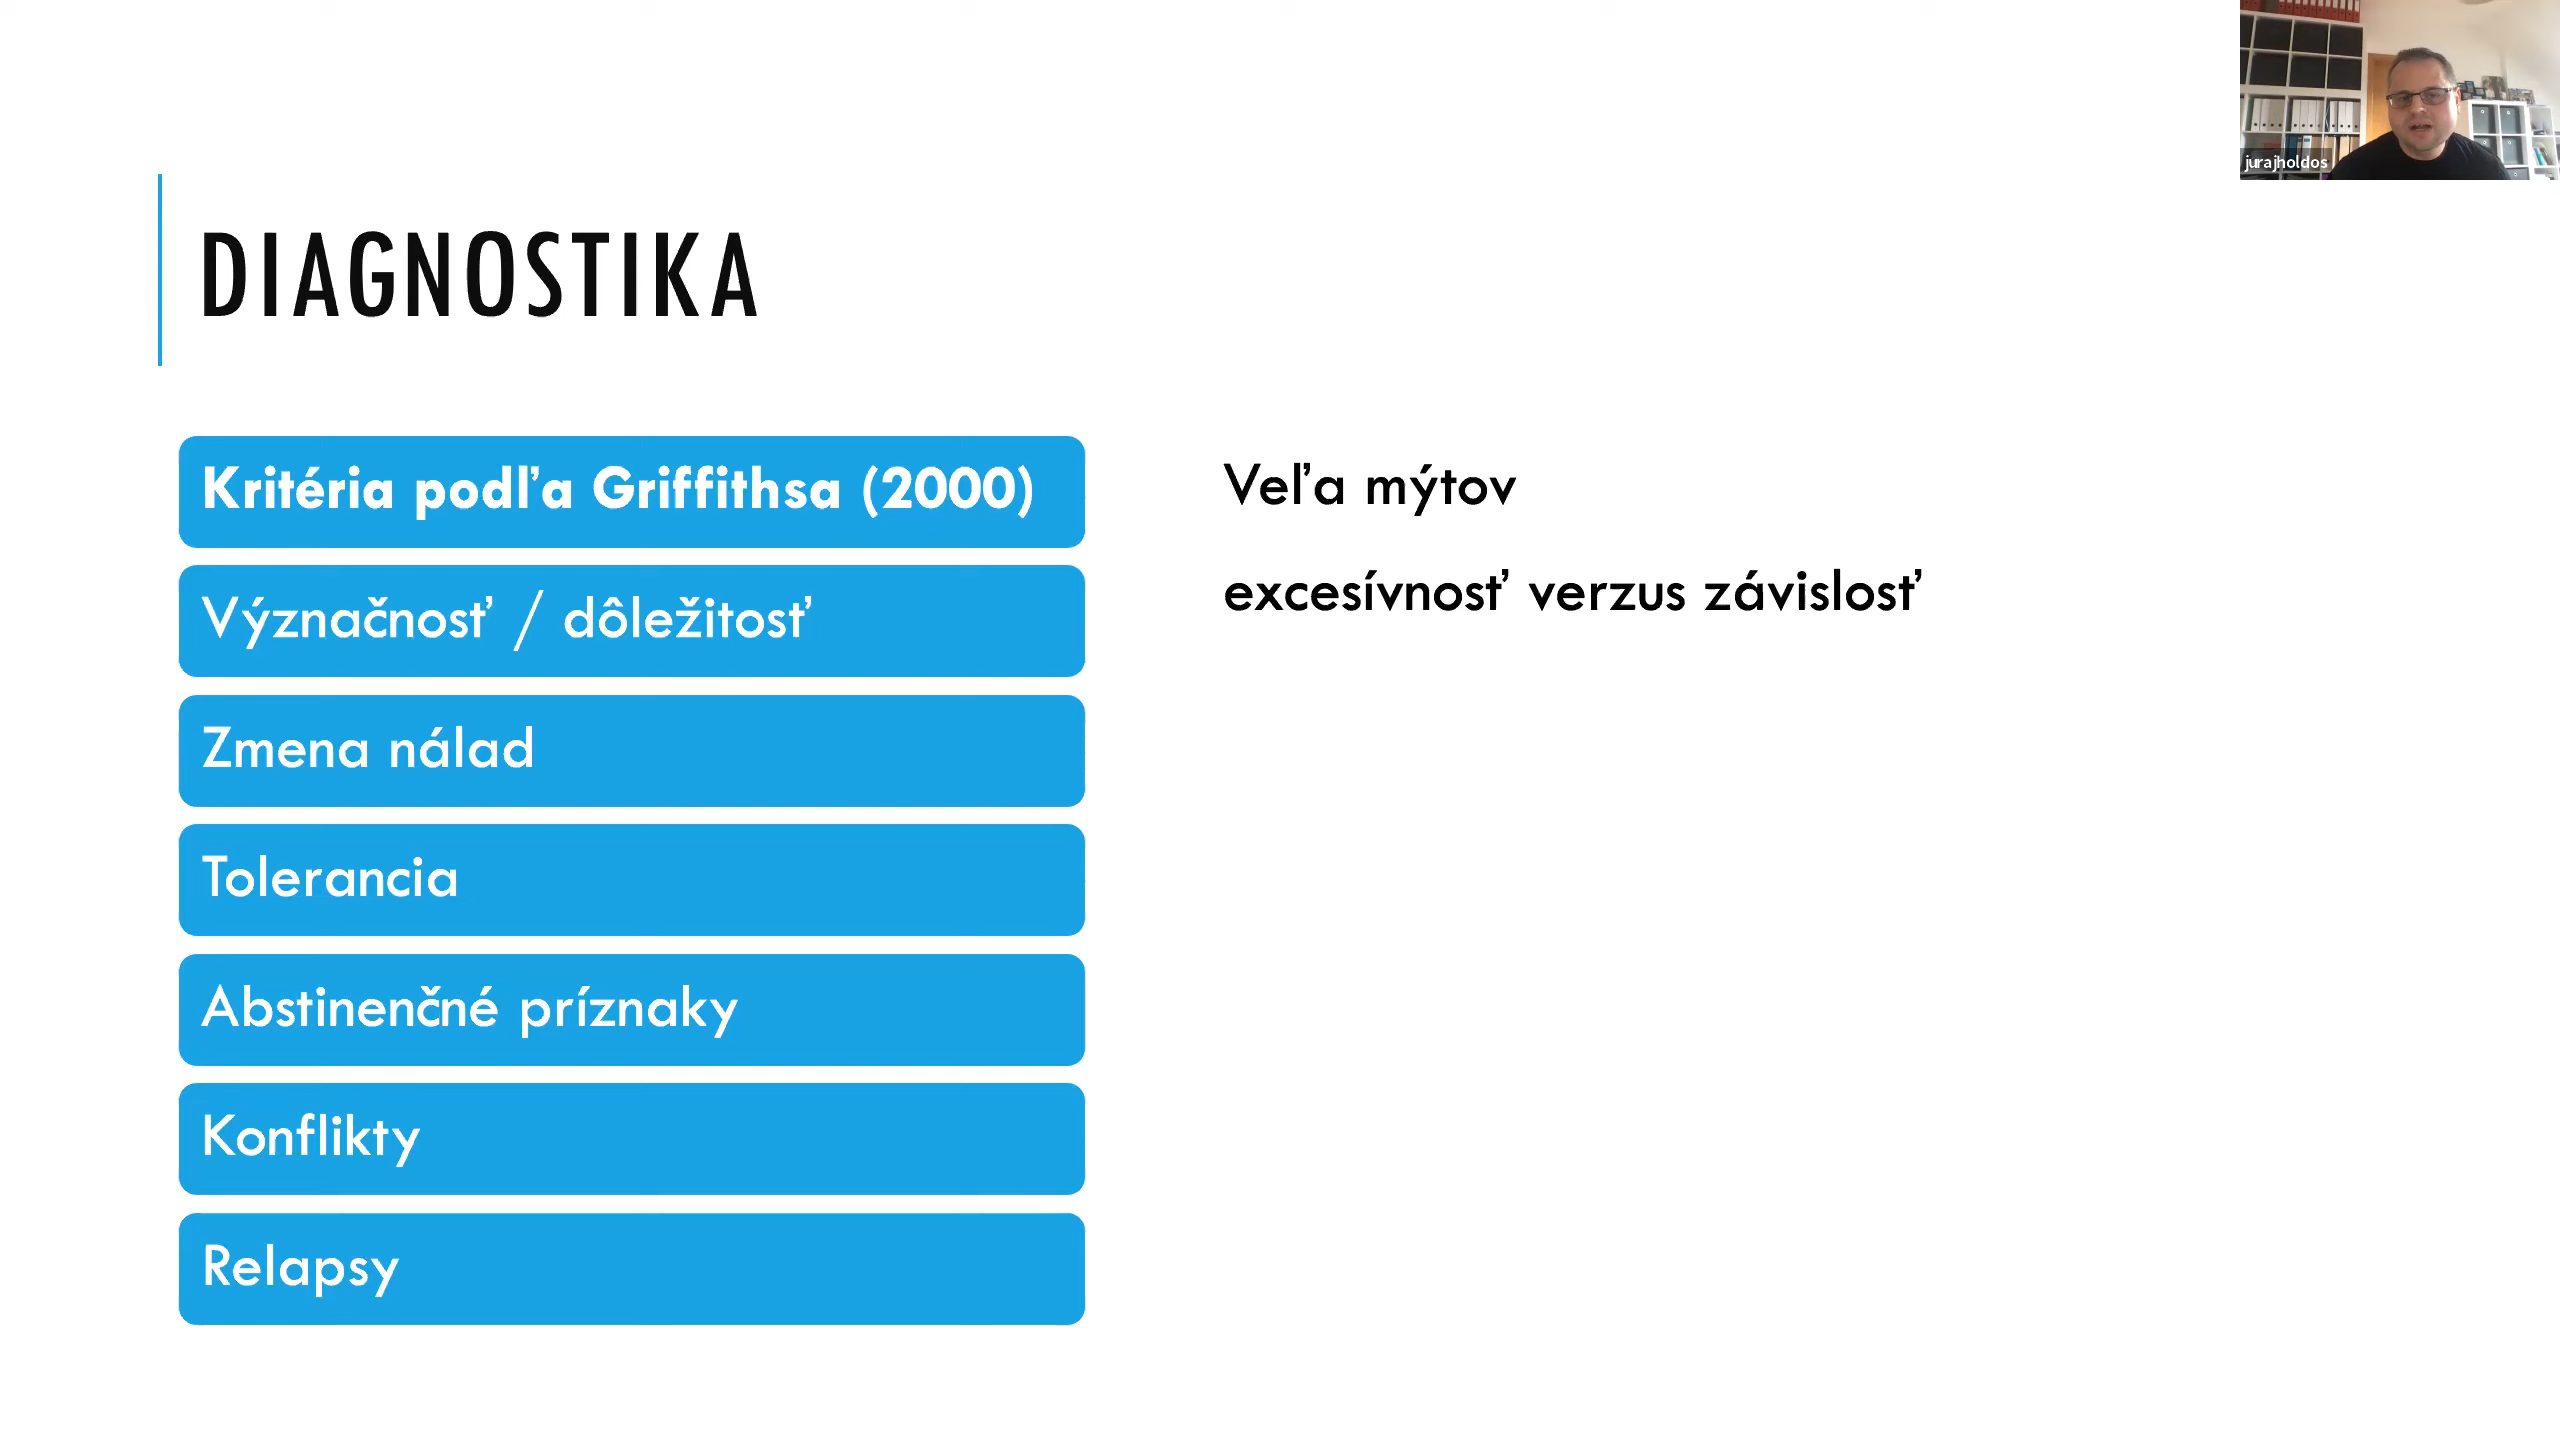 jurajholdos
DIAGNOSTIKA
Kritéria podľa Griffithsa (2000)
Význačnosť / dôležitosť
Zmena nálad
Tolerancia
Abstinenčné príznaky
Konflikty
Relapsy
Veľa mýtov
excesívnosť verzus závislosť